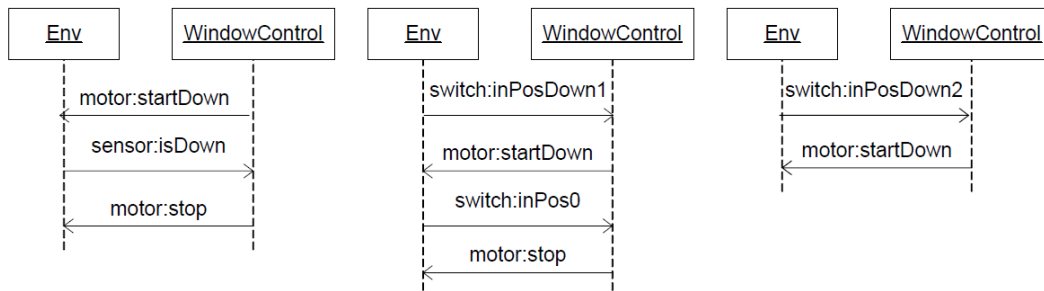 Env
WindowControl
motor:startDown
sensor:isDown
motor:stop
Env
WindowControl
switch:inPosDown1
motor:startDown
switch:inPos0
motor:stop
Env
WindowControl
switch:inPosDown2
motor:startDown